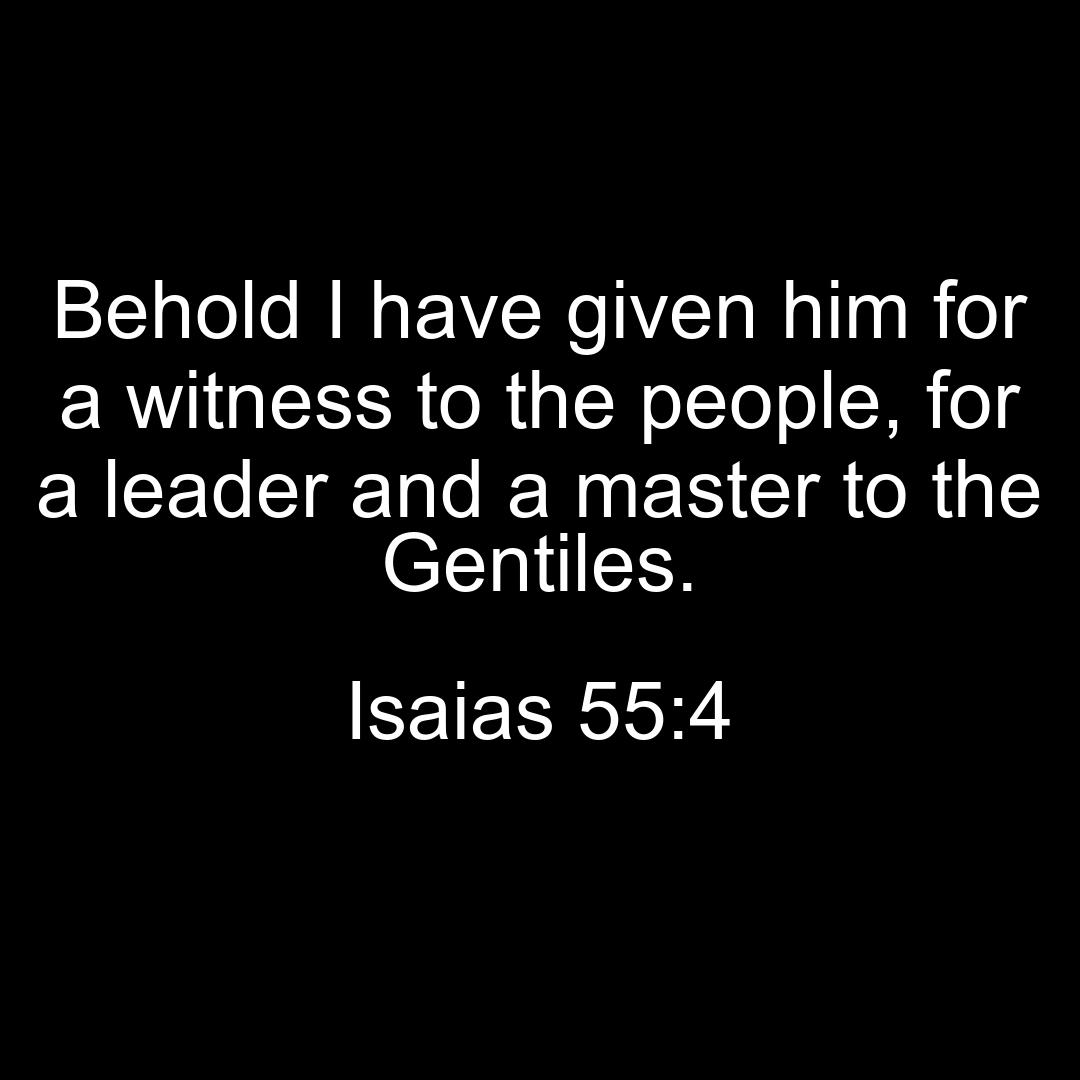 Behold I have given him for
a witness to the people, for
a leader and a master to the
Gentiles.
Isaias 55:4